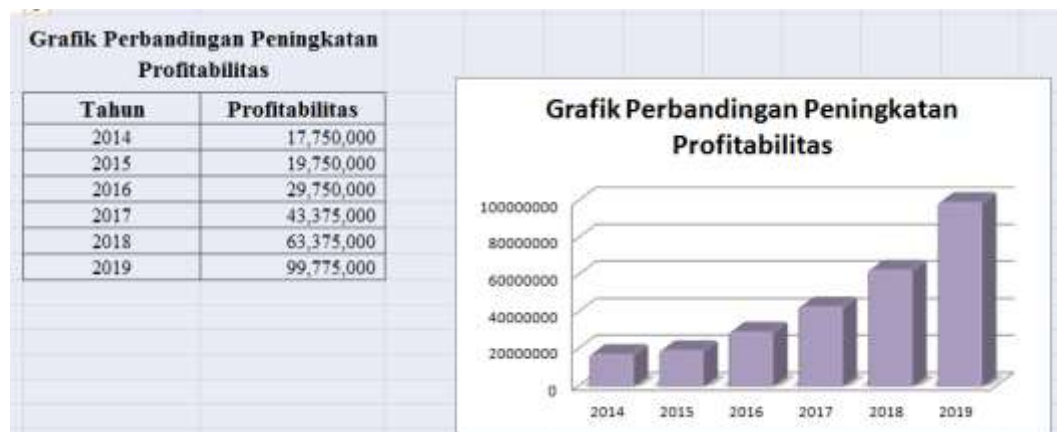 Grafik Perbandingan Peningkatan
Profitabilitas
Tahun Profitabilitas
2014 17,750,000
2015 19,750,000
2016 29,750,000
2017 43,375,000
2018 63,375,000
2019 99,775,000
Grafik Perbandingan Peningkatan
Profitabilitas
100000000
80000000
60000000
40000000
20000000
0
2014 2015 2016 2017 2018 2019